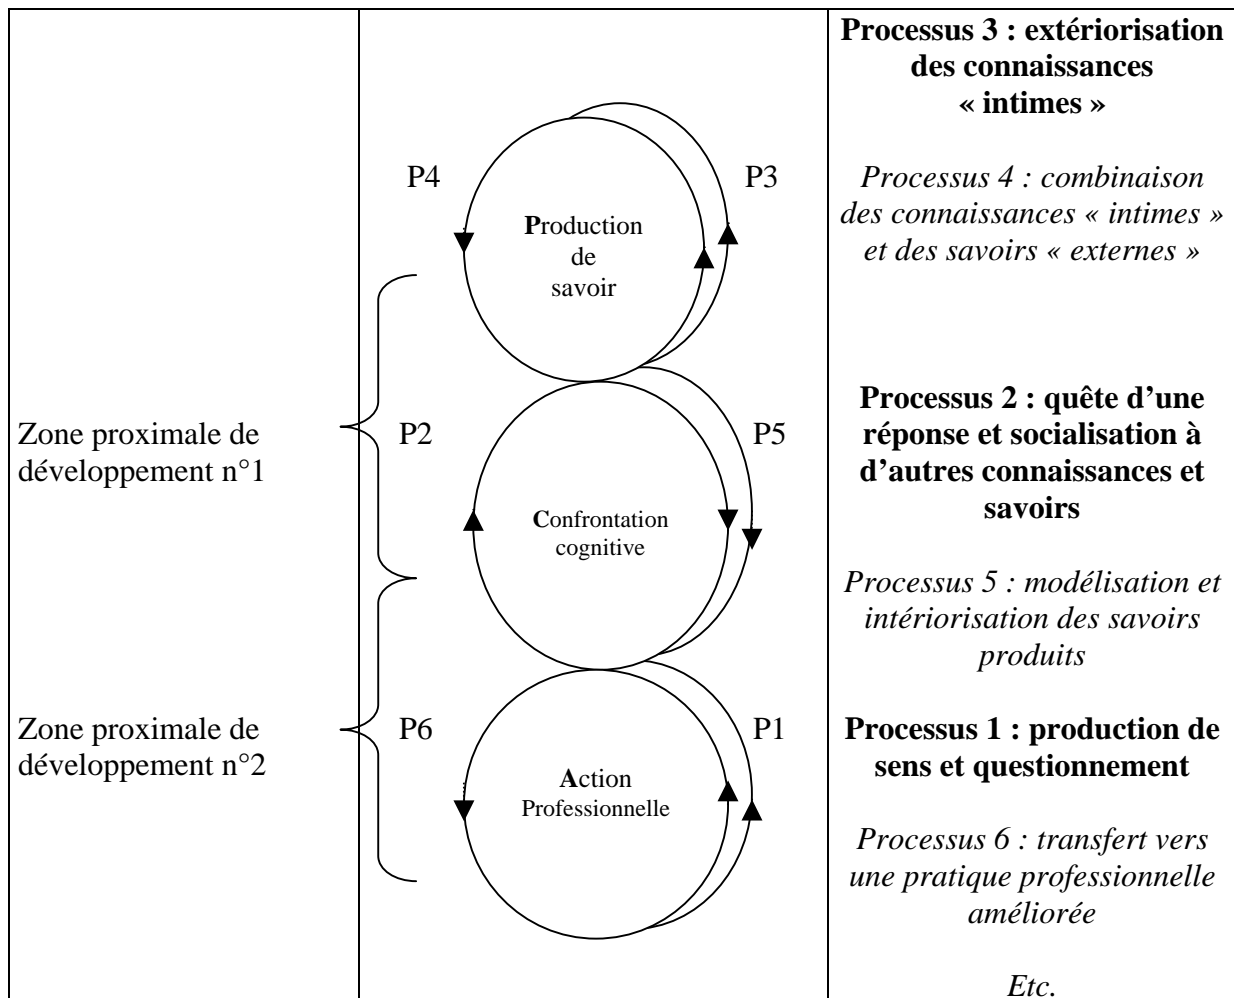 Zone proximale de
développement n°1
Zone proximale de
développement n°2
P4
P3
Production
de
savoir
P2
P5
Confrontation
cognitive
P6
P1
Action
Professionnelle
Processus 3 : extériorisation
des connaissances
« intimes »
Processus 4 : combinaison
des connaissances « intimes »
et des savoirs « externes »
Processus 2 : quête d’une
réponse et socialisation à
d’autres connaissances et
savoirs
Processus 5 : modélisation et
intériorisation des savoirs
produits
Processus 1 : production de
sens et questionnement
Processus 6 : transfert vers
une pratique professionnelle
améliorée
Etc.